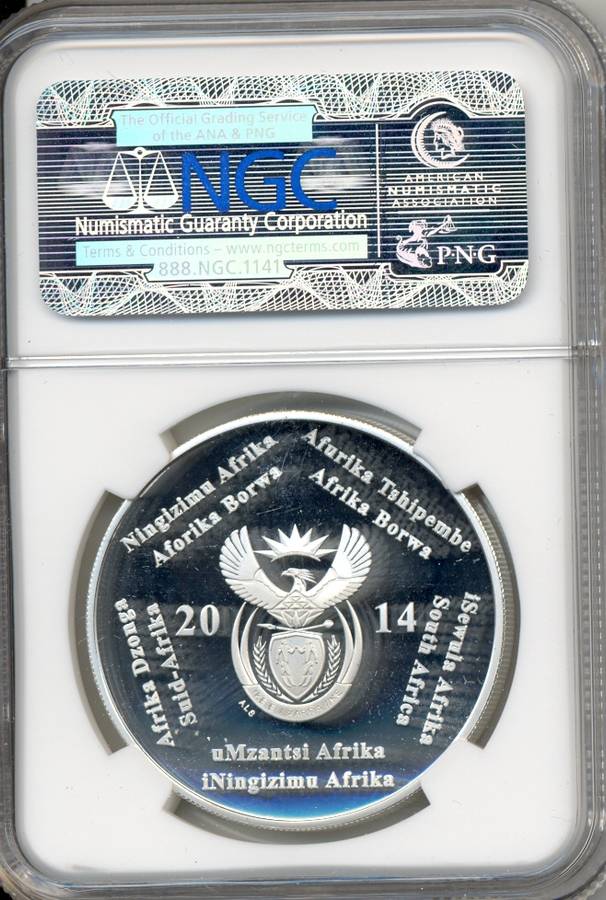 The Official Grading Service
of the ANA & PNG
NGC
Numismatic Guaranty Corporation
Terms & Conditions – www.ngcterms.com
888.NGC.1141
AMERICAN
NUMISMATIC
ASSOCIATION
PNG
Ningizimu Afrika
Aforika Borwa
Afurika Tshipembe
Afrika Borwa
20 14
Afrika Dzonga
Suid-Afrika
iSewula Afrika
South Africa
ALS
uMzantsi Afrika
iNingizimu Afrika